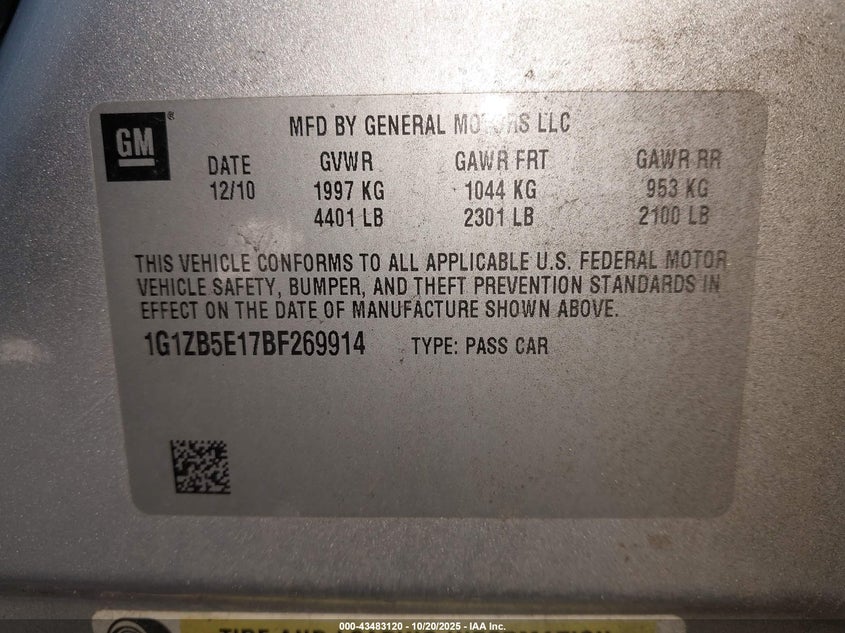 GM ®
MFD BY GENERAL MOTORS LLC
DATE GVWR GAWR FRT GAWR RR
12/10 1997 KG 1044 KG 953 KG
4401 LB 2301 LB 2100 LB
THIS VEHICLE CONFORMS TO ALL APPLICABLE U.S. FEDERAL MOTOR
VEHICLE SAFETY, BUMPER, AND THEFT PREVENTION STANDARDS IN
EFFECT ON THE DATE OF MANUFACTURE SHOWN ABOVE.
1G1ZB5E17BF269914 TYPE: PASS CAR
TIRE AND
000-43483120 - 10/20/2025 - IAA Inc.